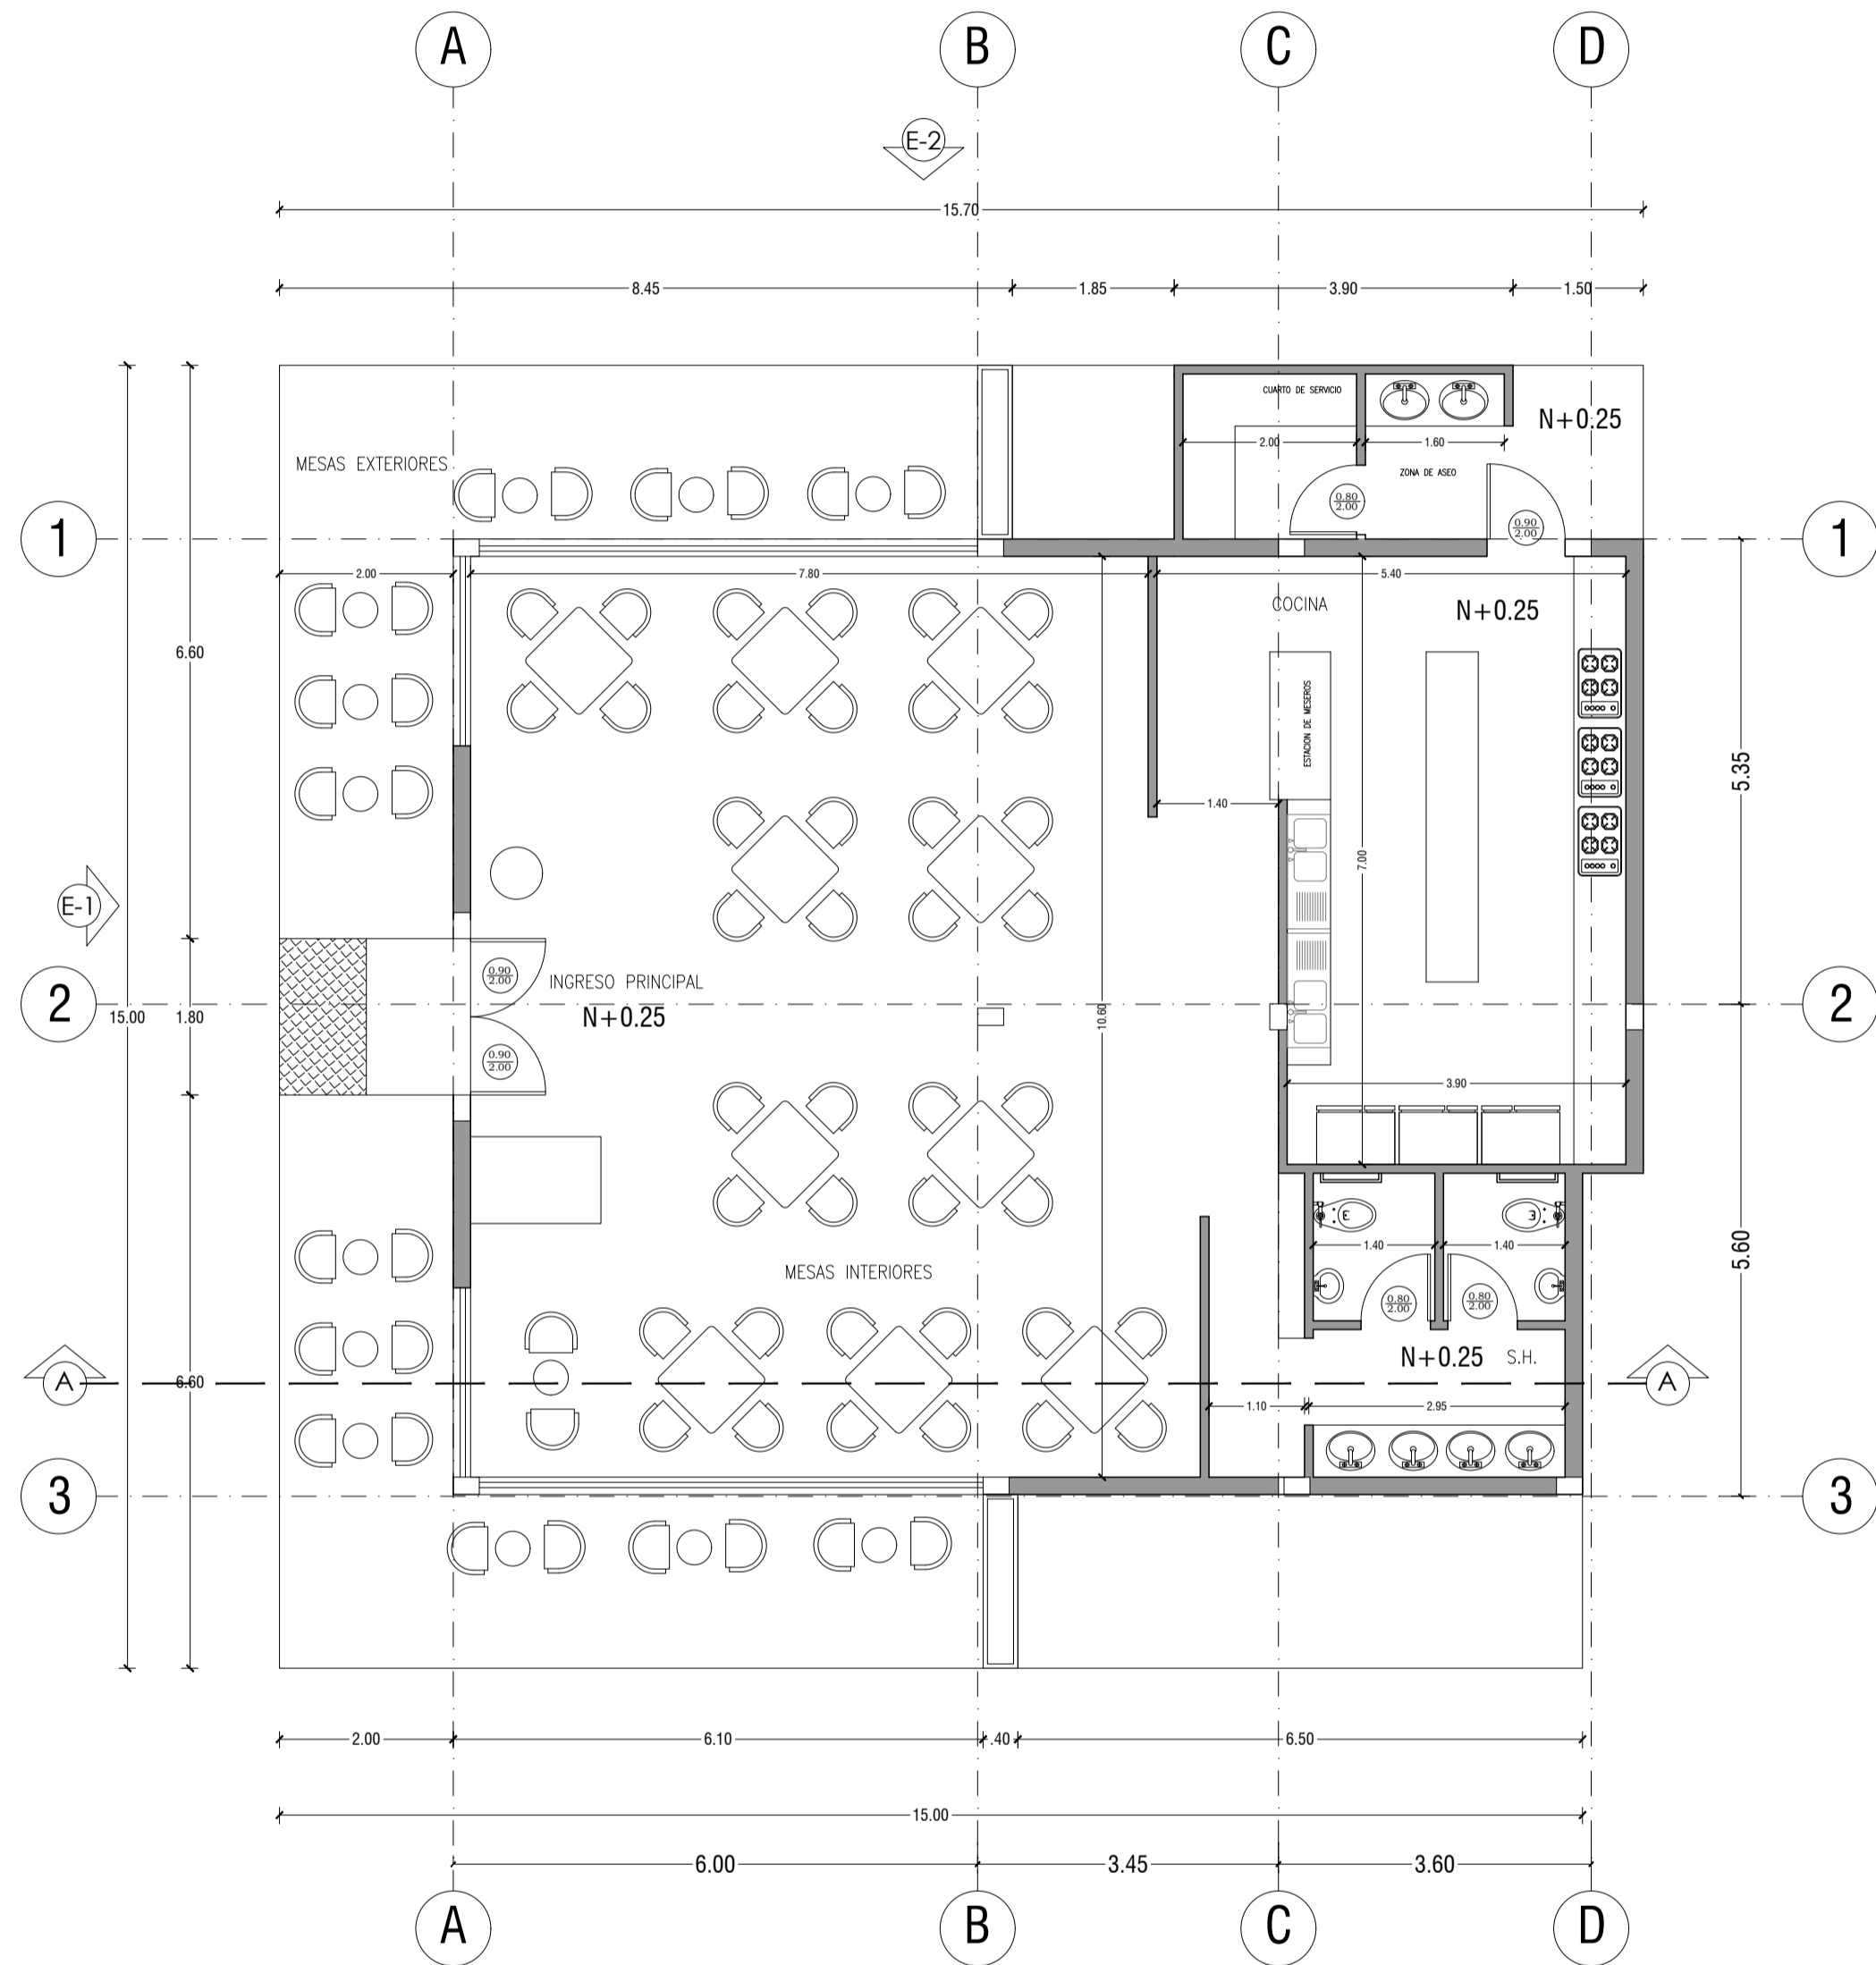 A B C D
E-2
15.70
8.45 1.85 3.90 1.50
CUARTO DE SERVICIO
N+0.25
2.00 1.60
MESAS EXTERIORES
ZONA DE ASEO
0.80
2.00
0.90
2.00
1 1
2.00 7.80 5.40
COCINA
N+0.25
6.60
ESTACION DE MESEROS
5.35
1.40
7.00
E-1
0.90
2.00
INGRESO PRINCIPAL
2 2
15.00 1.80
N+0.25
10.60
0.90
2.00
3.90
1.40 1.40
5.60
MESAS INTERIORES
0.80
2.00
0.80
2.00
N+0.25 S.H.
A 6.60 A
1.10 2.95
3 3
2.00 6.10 .40 6.50
15.00
6.00 3.45 3.60
A B C D